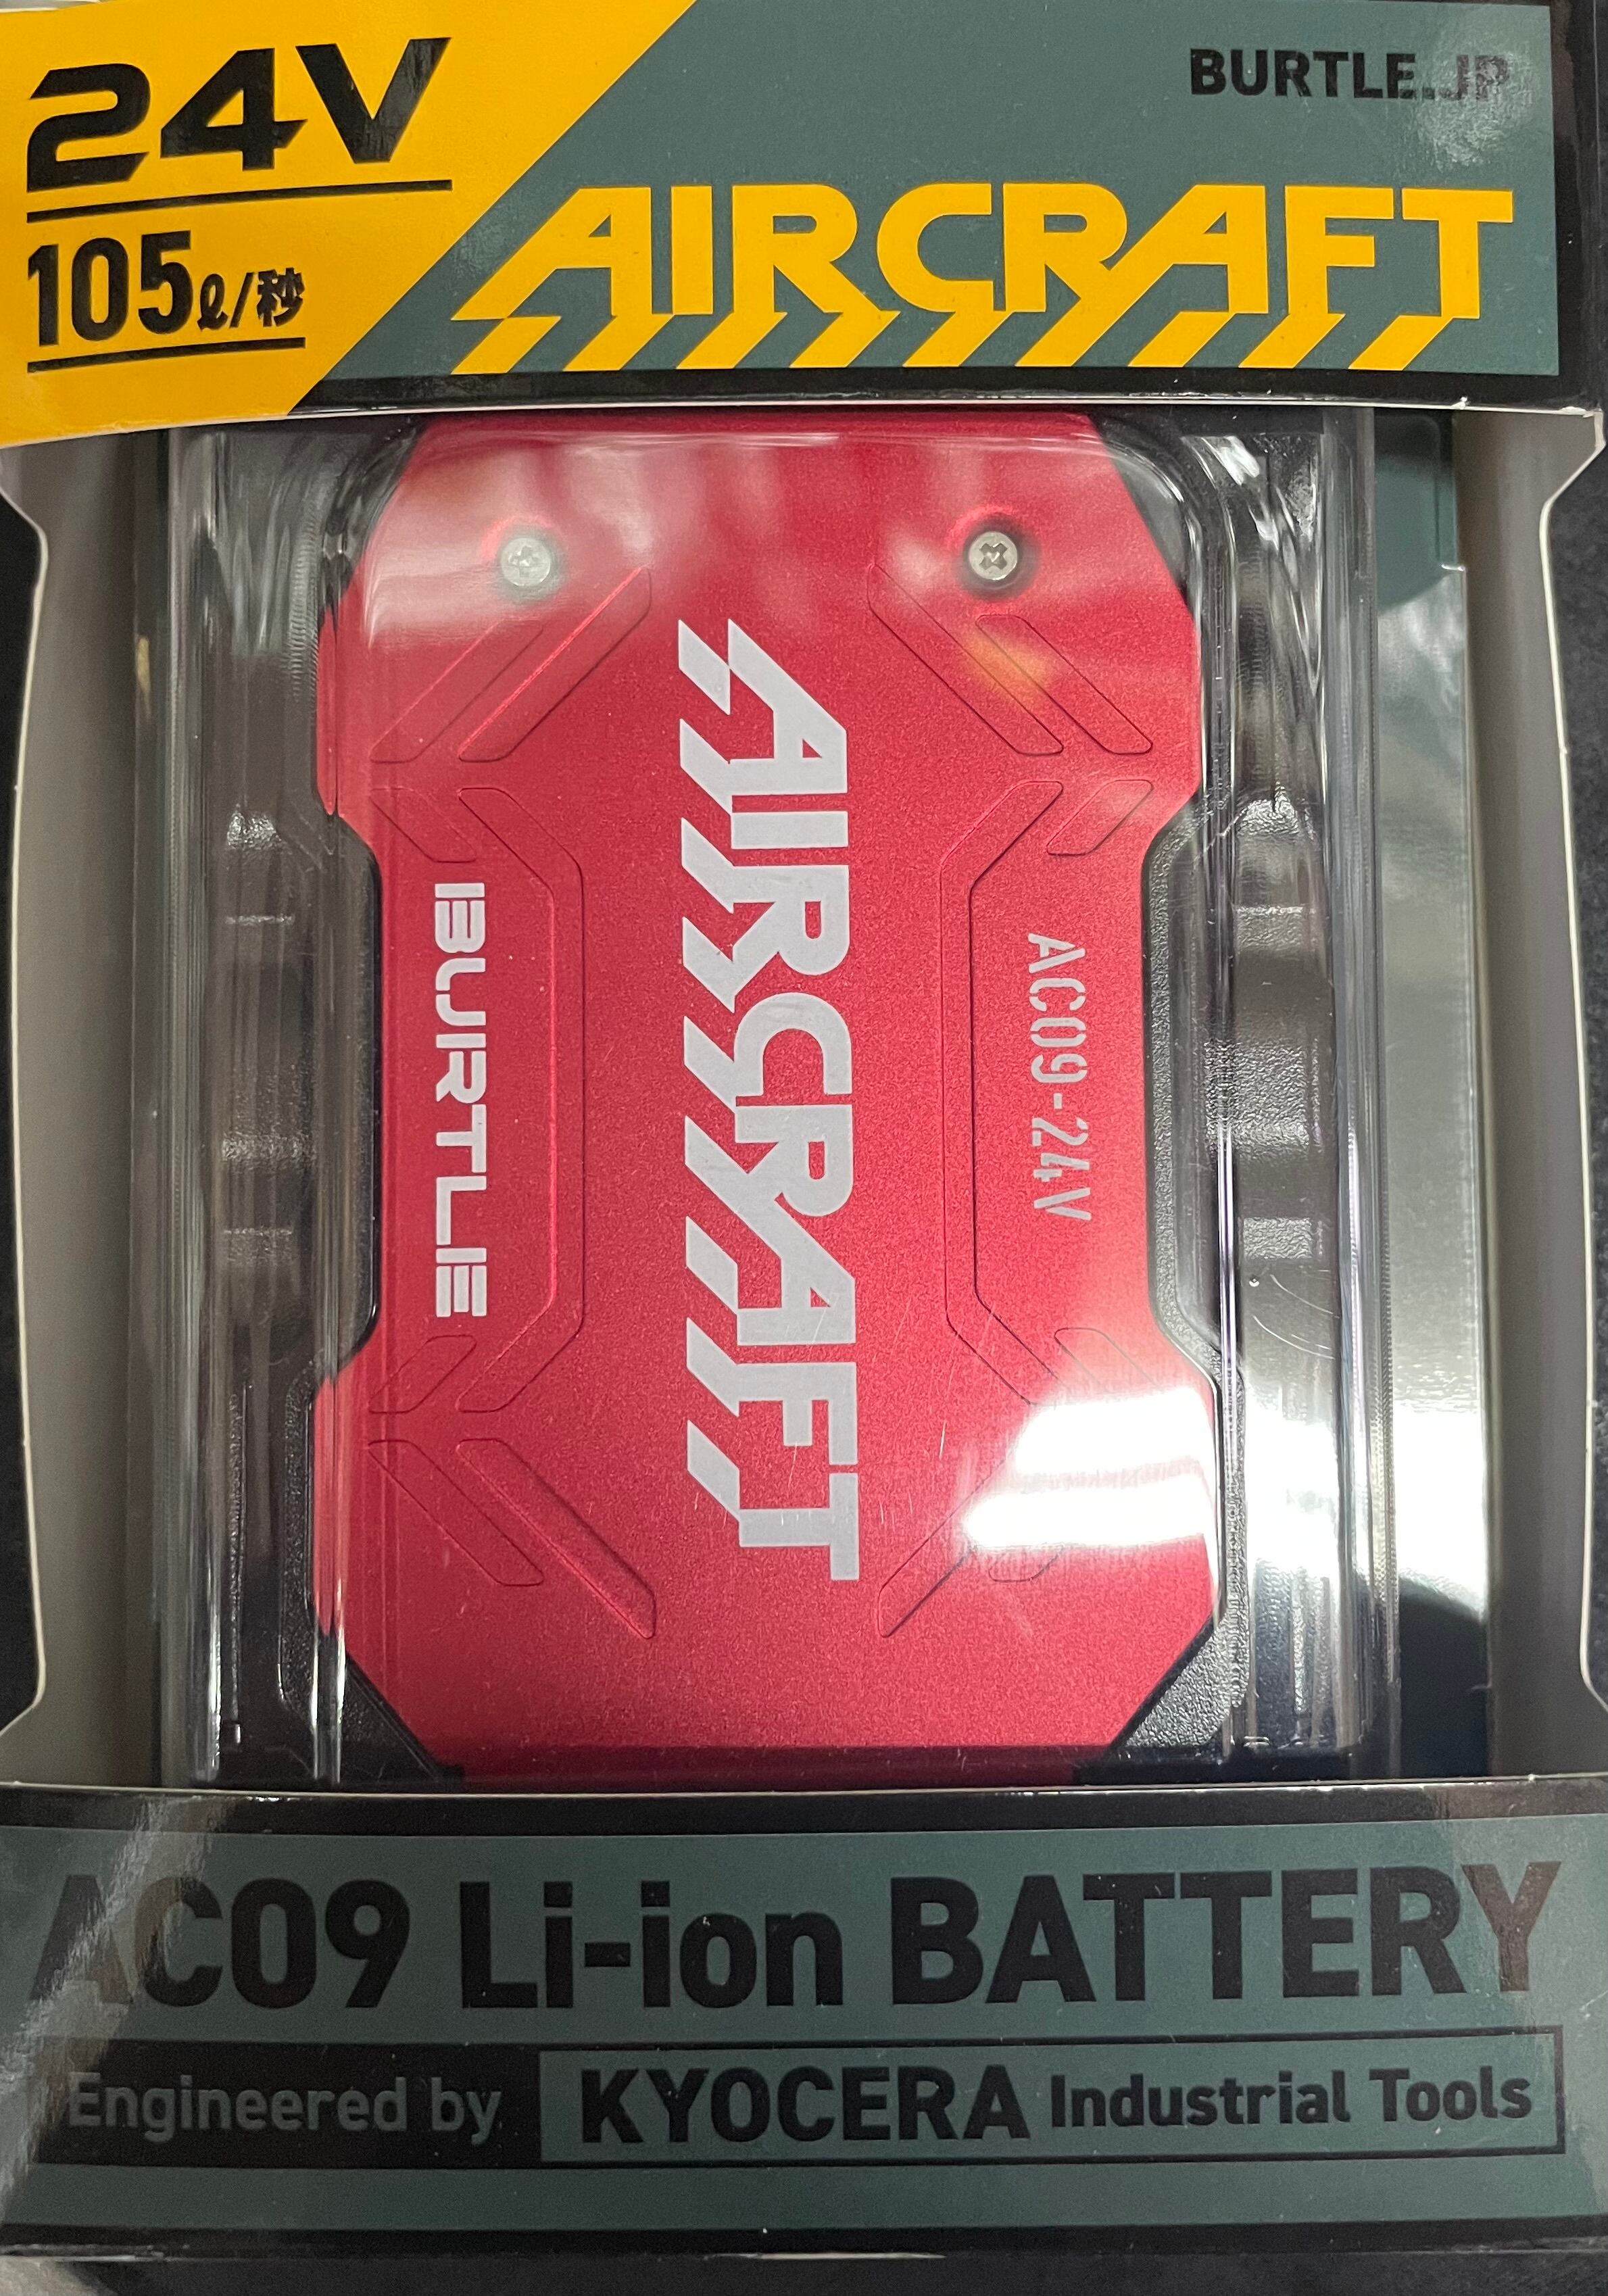 24V
105ℓ/秒
BURTLE.JP
AIRCRAFT
AIRCRAFT
BURTLE
AC09-24V
AC09 Li-ion BATTERY
Engineered by KYOCERA Industrial Tools